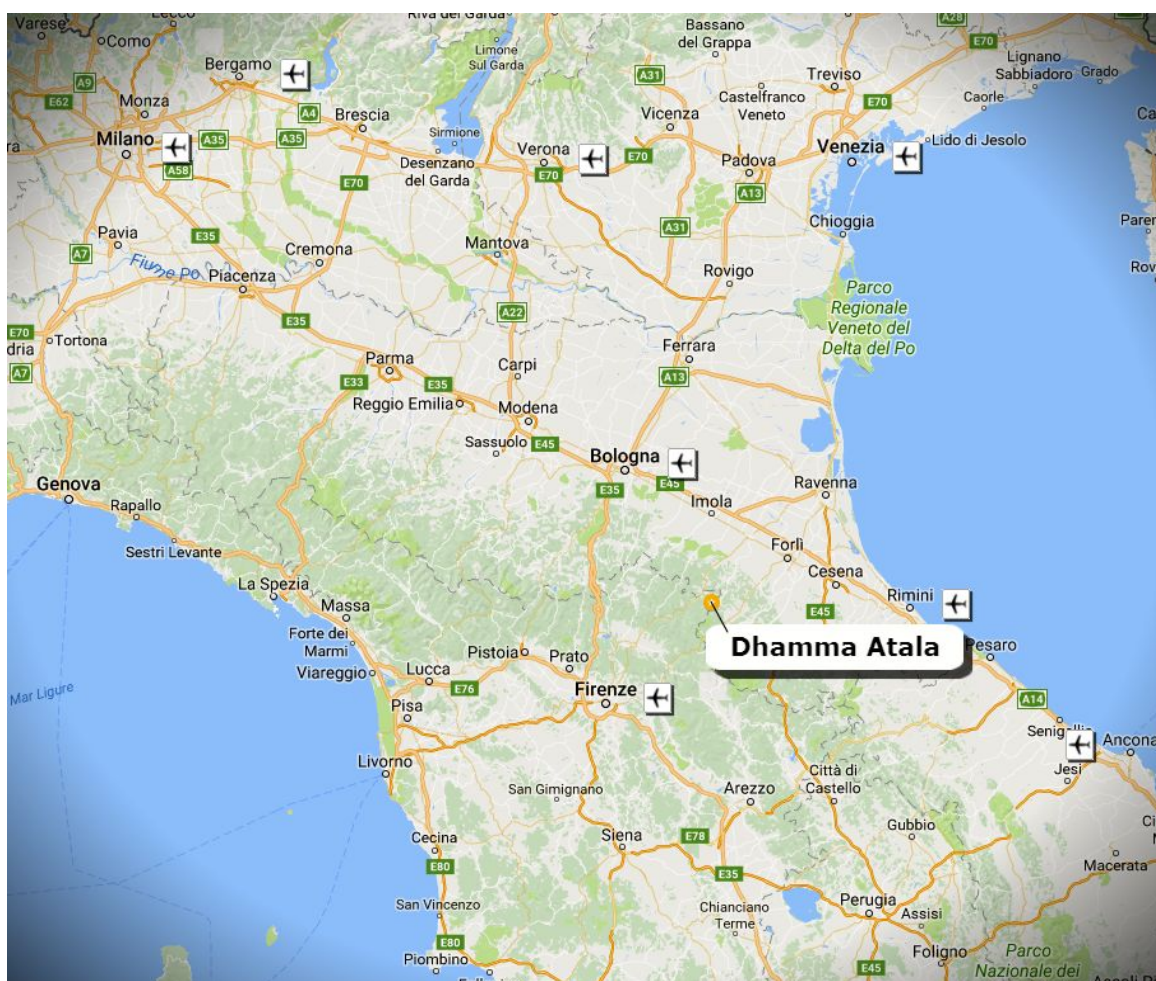 Varese
Como
Riva del Garda
Limone
Sul Garda
Bassano
del Grappa
A28
E70
Bergamo
A9
E62
Monza
A4
Brescia
A31
Castelfranco
Veneto
Treviso
E70
Lignano
Sabbiadoro
Grado
Caorle
Milano
A35
A35
A58
Sirmione
Desenzano
del Garda
Verona
E70
E70
Vicenza
Padova
A13
Venezia
Lido di Jesolo
E70
Pavia
E35
A7
Cremona
Mantova
A31
Chioggia
Fiume Po
Piacenza
Rovigo
Parco
Regionale
Veneto del
Delta del Po
E70
Tortona
A7
E35
A22
Ferrara
Parma
E33
E35
Carpi
A13
Reggio Emilia
Modena
Sassuolo
E45
Bologna
E45
E35
Genova
Rapallo
Sestri Levante
Imola
Ravenna
Forlì
Cesena
E45
Rimini
La Spezia
Massa
Forte dei
Marmi
Viareggio
Dhamma Atala
Pesaro
Pistoia
Prato
Lucca
E76
Mar Ligure
Pisa
Firenze
A14
Livorno
Ancona
Jesi
San Gimignano
Arezzo
Città di
Castello
Gubbio
Cecina
E80
Siena
E78
E35
Macerata
San Vincenzo
Chianciano
Terme
Perugia
Assisi
E80
Piombino
E45
Foligno
Parco
Nazionale dei